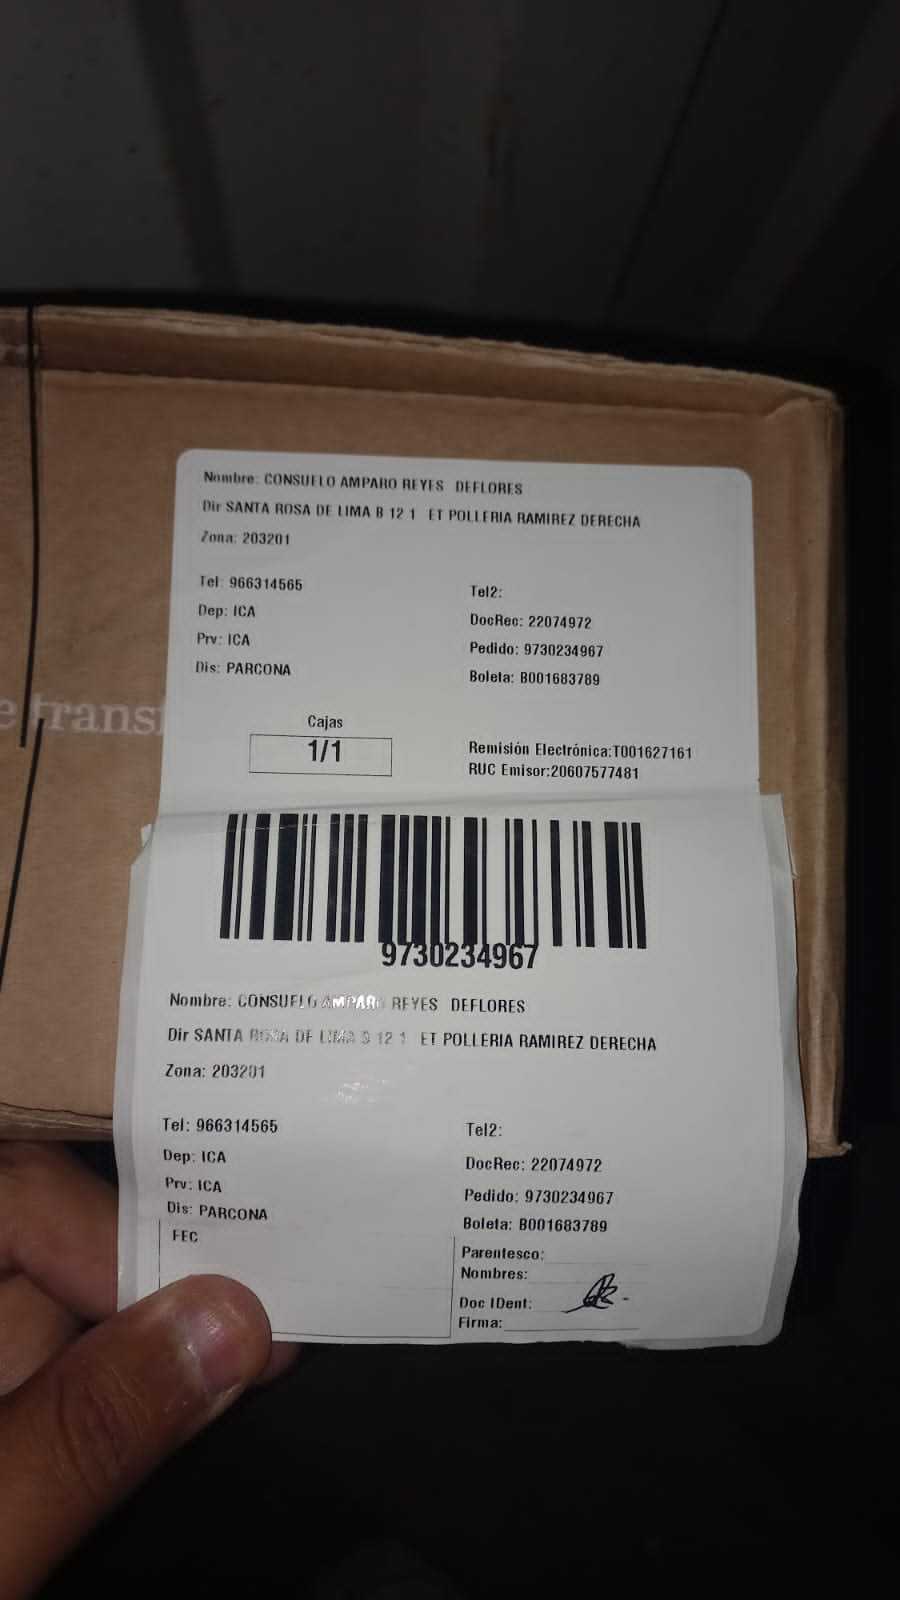 Nombre: CONSUELO AMPARO REYES DEFLORES
Dir SANTA ROSA DE LIMA B 12 1 ET POLLERIA RAMIREZ DERECHA
Zona: 203201
Tel: 966314565
Tel2:
Dep: ICA
DocRec: 22074972
Prv: ICA
Pedido: 9730234967
Dis: PARCONA
Boleta: B001683789
e trans
Cajas
1/1
Remisión Electrónica:T001627161
RUC Emisor:20607577481
9730234967
Nombre: CONSUELO AMPARO REYES DEFLORES
Dir SANTA ROSA DE LIMA B 12 1 ET POLLERIA RAMIREZ DERECHA
Zona: 203201
Tel: 966314565
Tel2:
Dep: ICA
DocRec: 22074972
Prv: ICA
Pedido: 9730234967
Dis: PARCONA
Boleta: B001683789
FEC
Parentesco:
Nombres:
Doc IDent:
Firma: